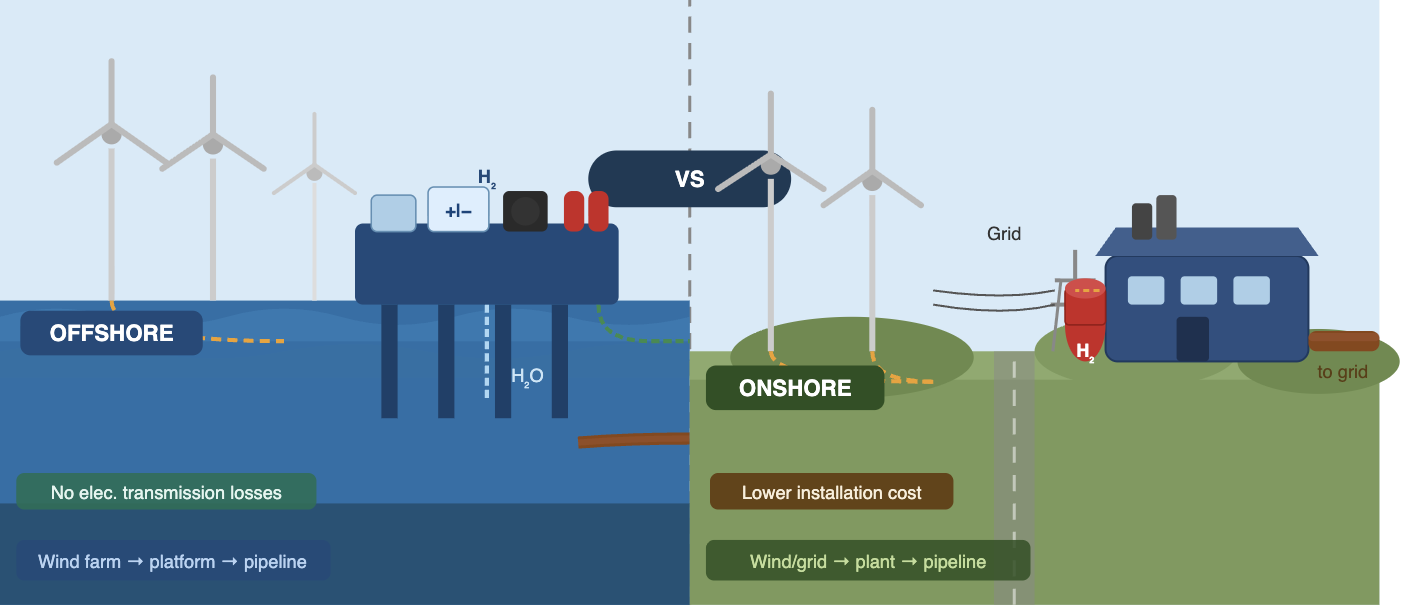 H₂
+|−
VS
OFFSHORE
H₂O
No elec. transmission losses
Wind farm → platform → pipeline
Grid
H₂
to grid
ONSHORE
Lower installation cost
Wind/grid → plant → pipeline